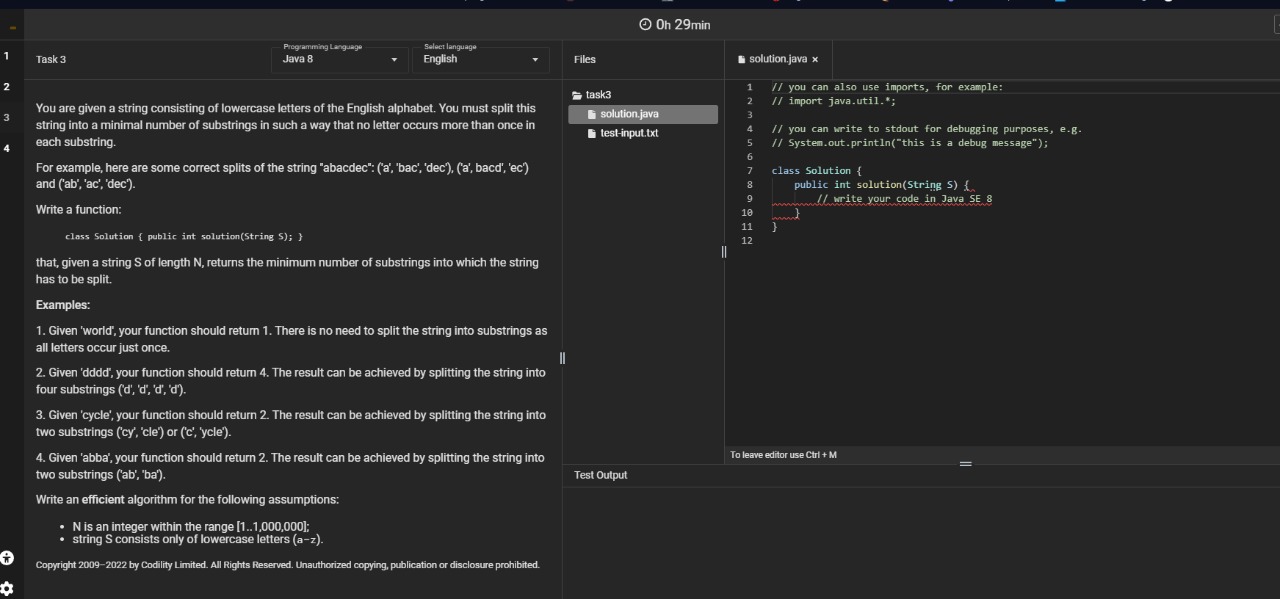 0h 29min
1
2
3
4
Task 3
Programming Language
Java 8
Select language
English
You are given a string consisting of lowercase letters of the English alphabet. You must split this
string into a minimal number of substrings in such a way that no letter occurs more than once in
each substring.
For example, here are some correct splits of the string "abacdec": ('a', 'bac', 'dec'), ('a', bacd', 'ec')
and ('ab', 'ac', 'dec').
Write a function:
class Solution { public int solution(String S); }
that, given a string S of length N, returns the minimum number of substrings into which the string
has to be split.
Examples:
1. Given 'world', your function should return 1. There is no need to split the string into substrings as
all letters occur just once.
2. Given 'dddd', your function should return 4. The result can be achieved by splitting the string into
four substrings ('d', 'd', 'd', 'd').
3. Given 'cycle', your function should return 2. The result can be achieved by splitting the string into
two substrings ('cy', 'cle') or ('c', 'ycle').
4. Given 'abba', your function should return 2. The result can be achieved by splitting the string into
two substrings ('ab', 'ba').
Write an efficient algorithm for the following assumptions:
• N is an integer within the range [1..1,000,000];
• string S consists only of lowercase letters (a-z).
Copyright 2009–2022 by Codility Limited. All Rights Reserved. Unauthorized copying, publication or disclosure prohibited.
Files
task3
solution.java
test-input.txt
solution.java ×
1 // you can also use imports, for example:
2 // import java.util.*;
3
4 // you can write to stdout for debugging purposes, e.g.
5 // System.out.println("this is a debug message");
6
7 class Solution {
8 public int solution(String S) {
9 // write your code in Java SE 8
10 }
11 }
12
To leave editor use Ctrl + M
Test Output